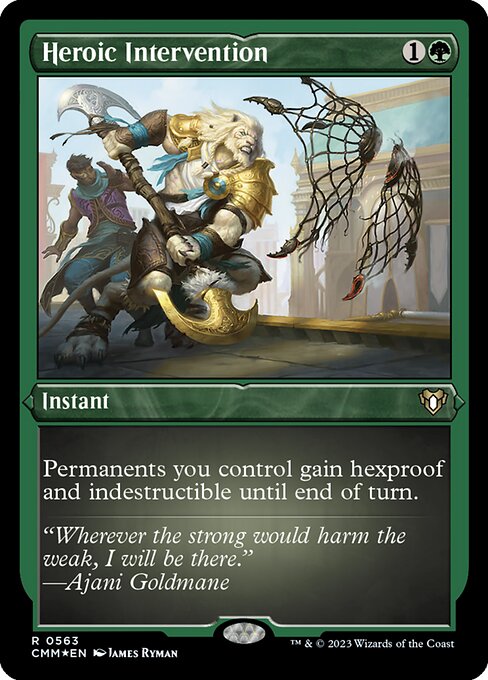 Heroic Intervention 1
Instant
Permanents you control gain hexproof
and indestructible until end of turn.
“Wherever the strong would harm the
weak, I will be there.”
—Ajani Goldmane
R 0563
CMM★EN James Ryman
™ & © 2023 Wizards of the Coast